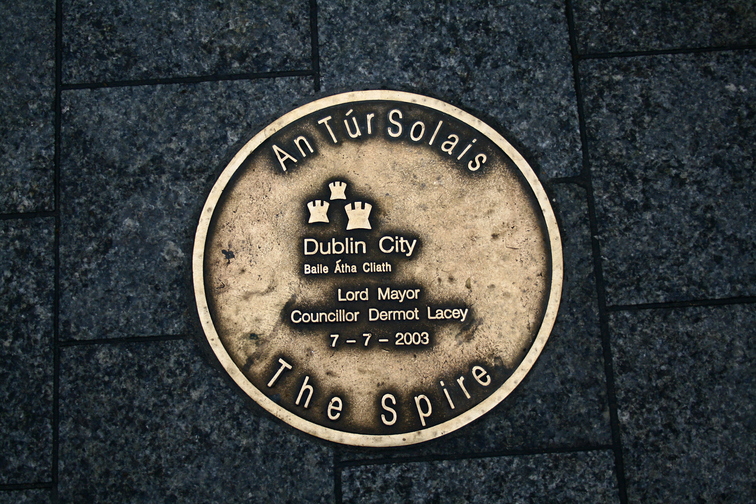 An Túr Solais
Dublin City
Baile Átha Cliath
Lord Mayor
Councillor Dermot Lacey
7 – 7 – 2003
The Spire